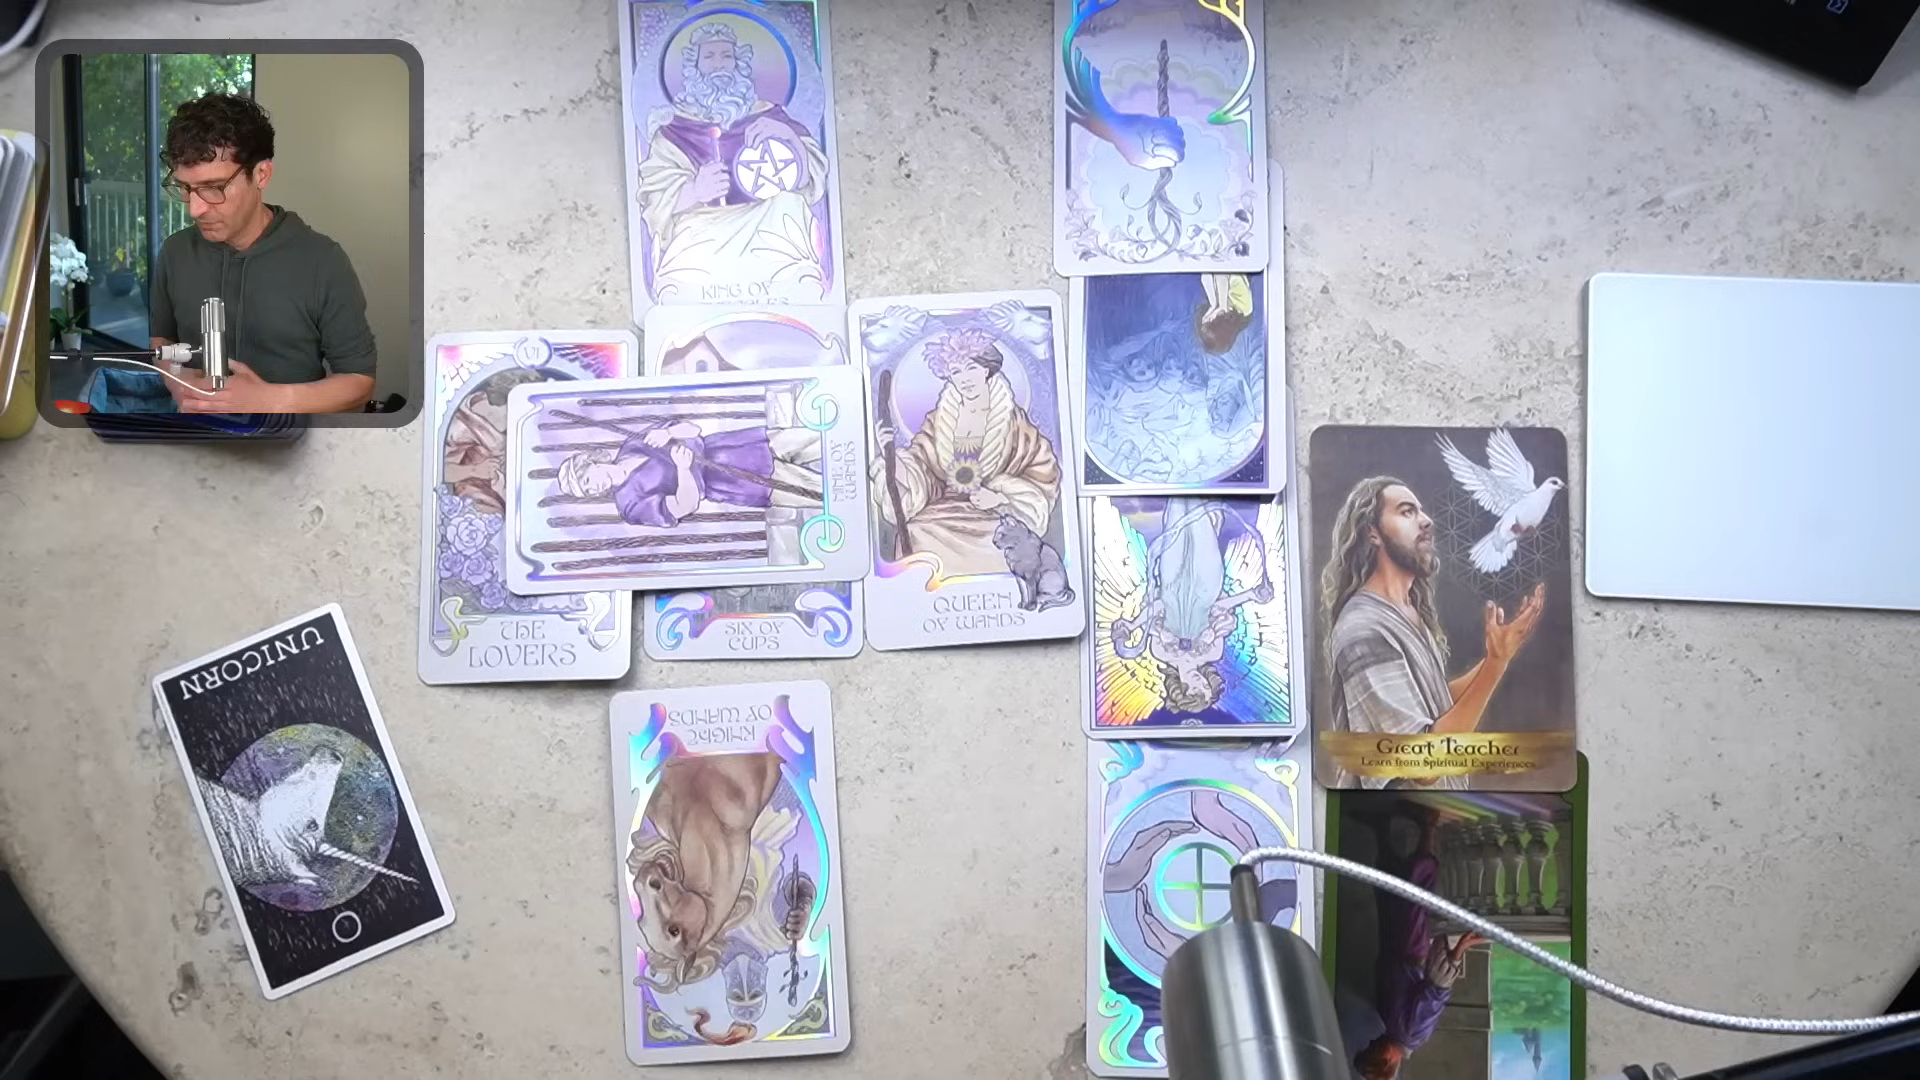 KING OF
VI
NINE OF
WANDS
QUEEN
OF WANDS
SIX OF
CUPS
THE
LOVERS
UNICORN
KNIGHT
OF WANDS
Great Teacher
Learn from Spiritual Experiences